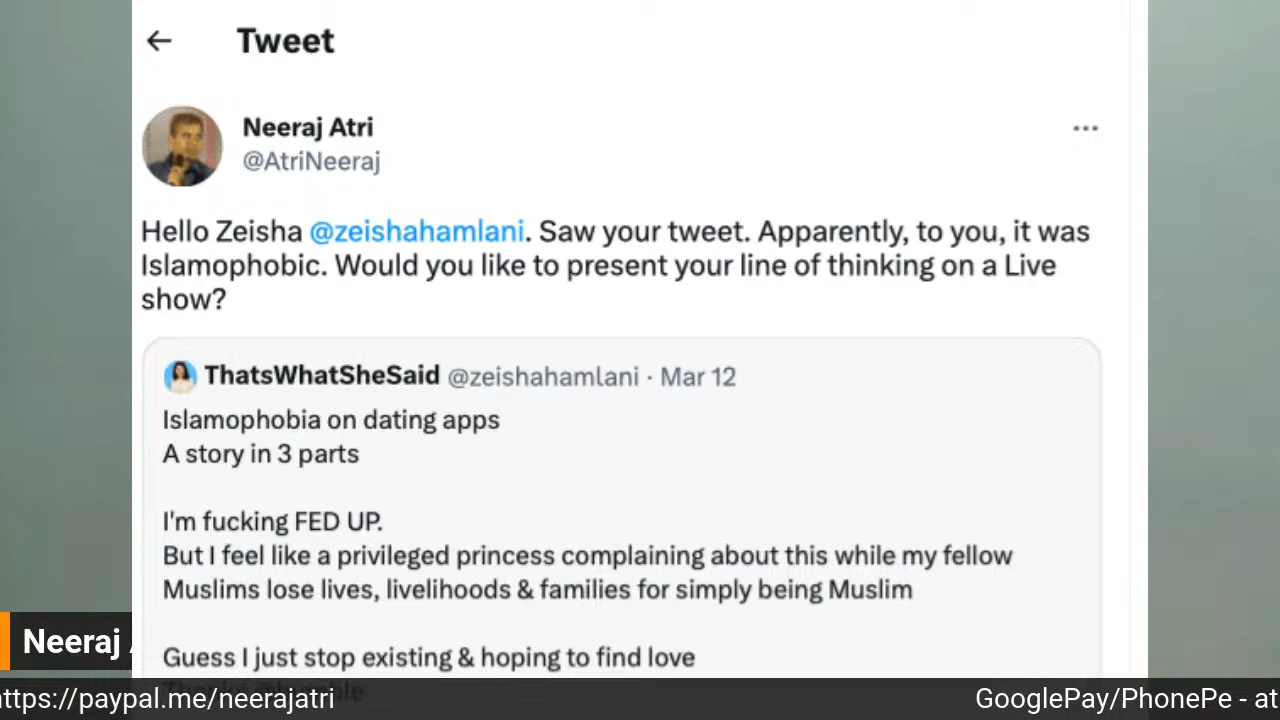 Tweet
Neeraj Atri
@AtriNeeraj
Hello Zeisha @zeishahamlani. Saw your tweet. Apparently, to you, it was
Islamophobic. Would you like to present your line of thinking on a Live
show?
ThatsWhatSheSaid @zeishahamlani · Mar 12
Islamophobia on dating apps
A story in 3 parts
I'm fucking FED UP.
But I feel like a privileged princess complaining about this while my fellow
Muslims lose lives, livelihoods & families for simply being Muslim
Guess I just stop existing & hoping to find love
Neeraj
ttps://paypal.me/neerajatri
GooglePay/PhonePe - at